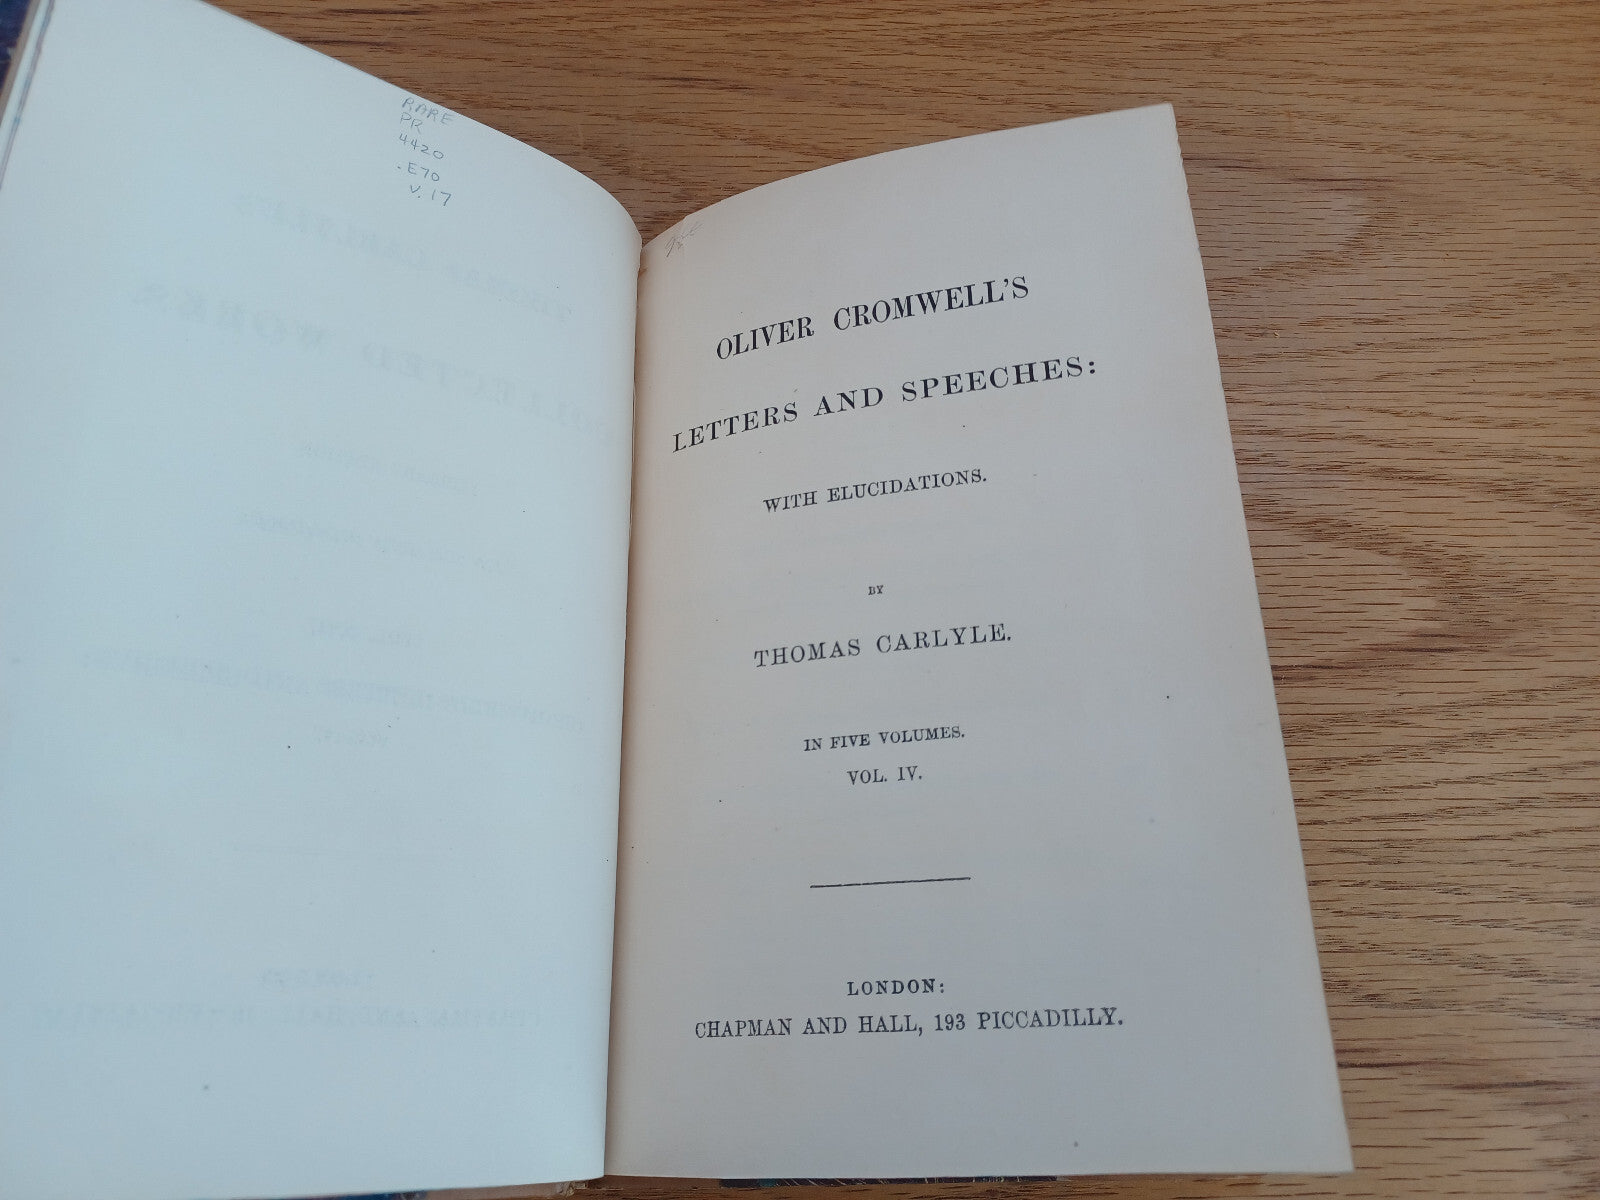 RARE
PR
4420
.E70
v.17
OLIVER CROMWELL'S
LETTERS AND SPEECHES:
WITH ELUCIDATIONS.
BY
THOMAS CARLYLE.
IN FIVE VOLUMES.
VOL. IV.
LONDON:
CHAPMAN AND HALL, 193 PICCADILLY.